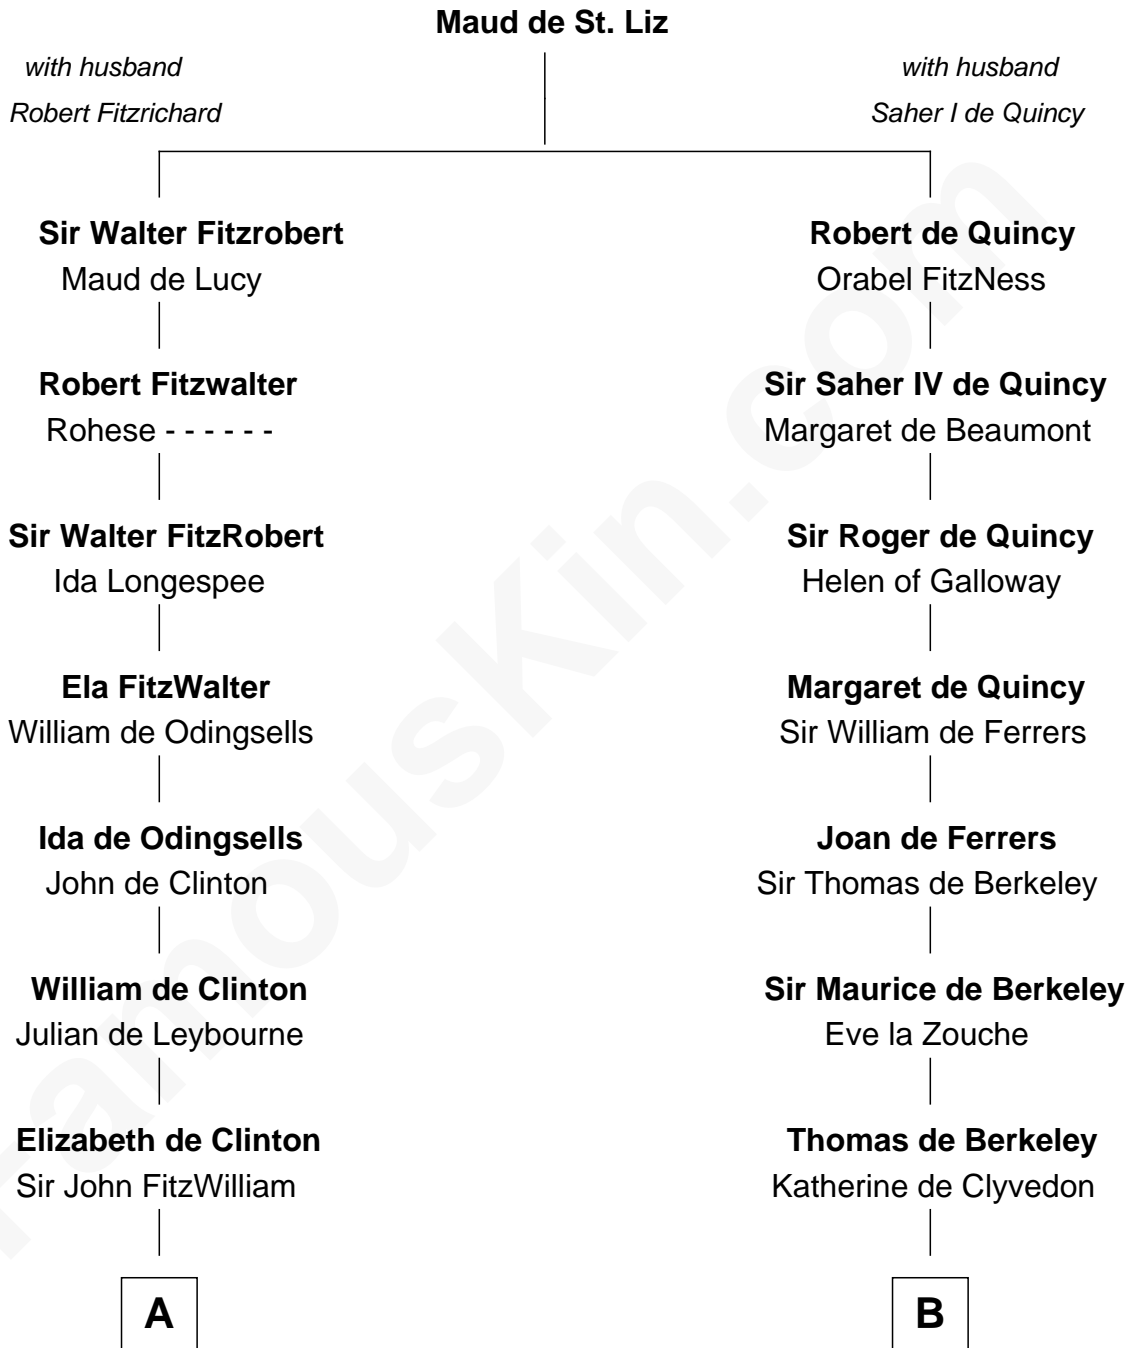 Maud de St. Liz
with husband
Robert Fitzrichard
with husband
Saher I de Quincy
Sir Walter Fitzrobert
Maud de Lucy
Robert de Quincy
Orabel FitzNess
Robert Fitzwalter
Rohese - - - - - -
Sir Saher IV de Quincy
Margaret de Beaumont
Sir Walter FitzRobert
Ida Longespee
Sir Roger de Quincy
Helen of Galloway
Ela FitzWalter
William de Odingsells
Margaret de Quincy
Sir William de Ferrers
Ida de Odingsells
John de Clinton
Joan de Ferrers
Sir Thomas de Berkeley
William de Clinton
Julian de Leybourne
Sir Maurice de Berkeley
Eve la Zouche
Elizabeth de Clinton
Sir John FitzWilliam
Thomas de Berkeley
Katherine de Clyvedon
A
B
FamousKin.com